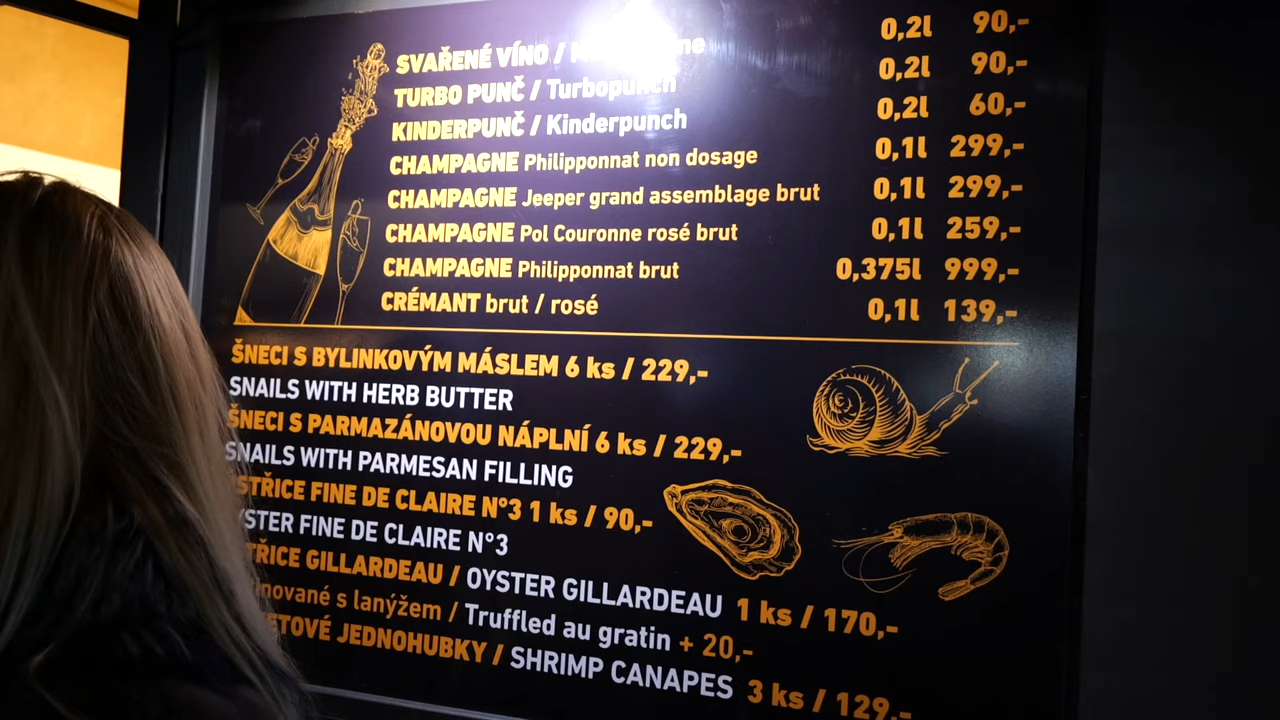 SVAŘENÉ VÍNO / 0,2l 90,-
TURBO PUNČ / Turbopunch 0,2l 90,-
KINDERPUNČ / Kinderpunch 0,2l 60,-
CHAMPAGNE Philipponnat non dosage 0,1l 299,-
CHAMPAGNE Jeeper grand assemblage brut 0,1l 299,-
CHAMPAGNE Pol Couronne rosé brut 0,1l 259,-
CHAMPAGNE Philipponnat brut 0,375l 999,-
CRÉMANT brut / rosé 0,1l 139,-
ŠNECI S BYLINKOVÝM MÁSLEM 6 ks / 229,-
SNAILS WITH HERB BUTTER
ŠNECI S PARMAZÁNOVOU NÁPLNÍ 6 ks / 229,-
SNAILS WITH PARMESAN FILLING
FINE DE CLAIRE N°3 1 ks / 90,-
FINE DE CLAIRE N°3
GILLARDEAU / OYSTER GILLARDEAU 1 ks / 170,-
s lanýžem / Truffled au gratin + 20,-
JEDNOHUBKY / SHRIMP CANAPES 3 ks / 129,-